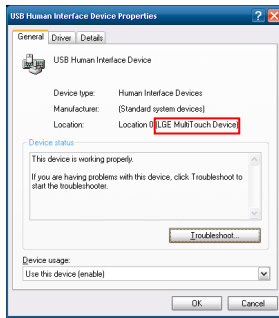 USB Human Interface Device Properties
General Driver Details
USB Human Interface Device
Device type: Human Interface Devices
Manufacturer: (Standard system devices)
Location: Location 0 (LGE MultiTouch Device)
Device status
This device is working properly.
If you are having problems with this device, click Troubleshoot to
start the troubleshooter.
Troubleshoot...
Device usage:
Use this device (enable)
OK Cancel